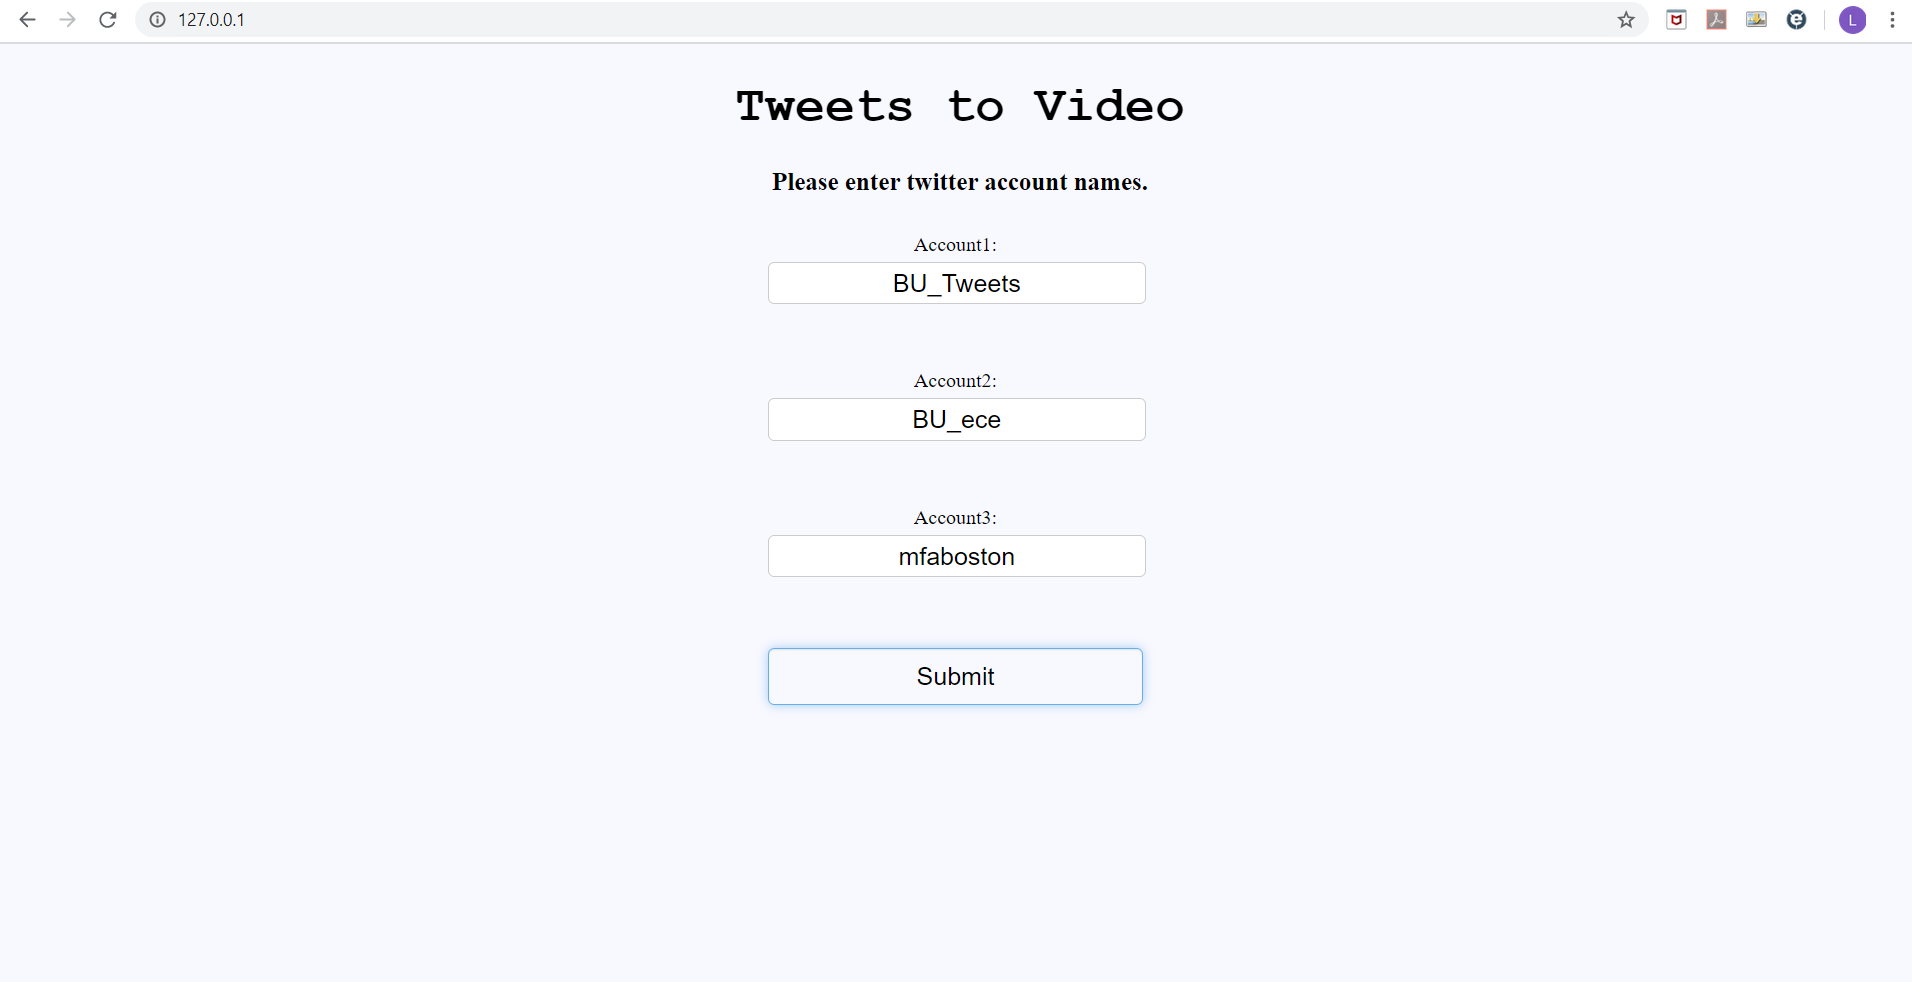 127.0.0.1
L
Tweets to Video
Please enter twitter account names.
Account1:
BU_Tweets
Account2:
BU_ece
Account3:
mfaboston
Submit